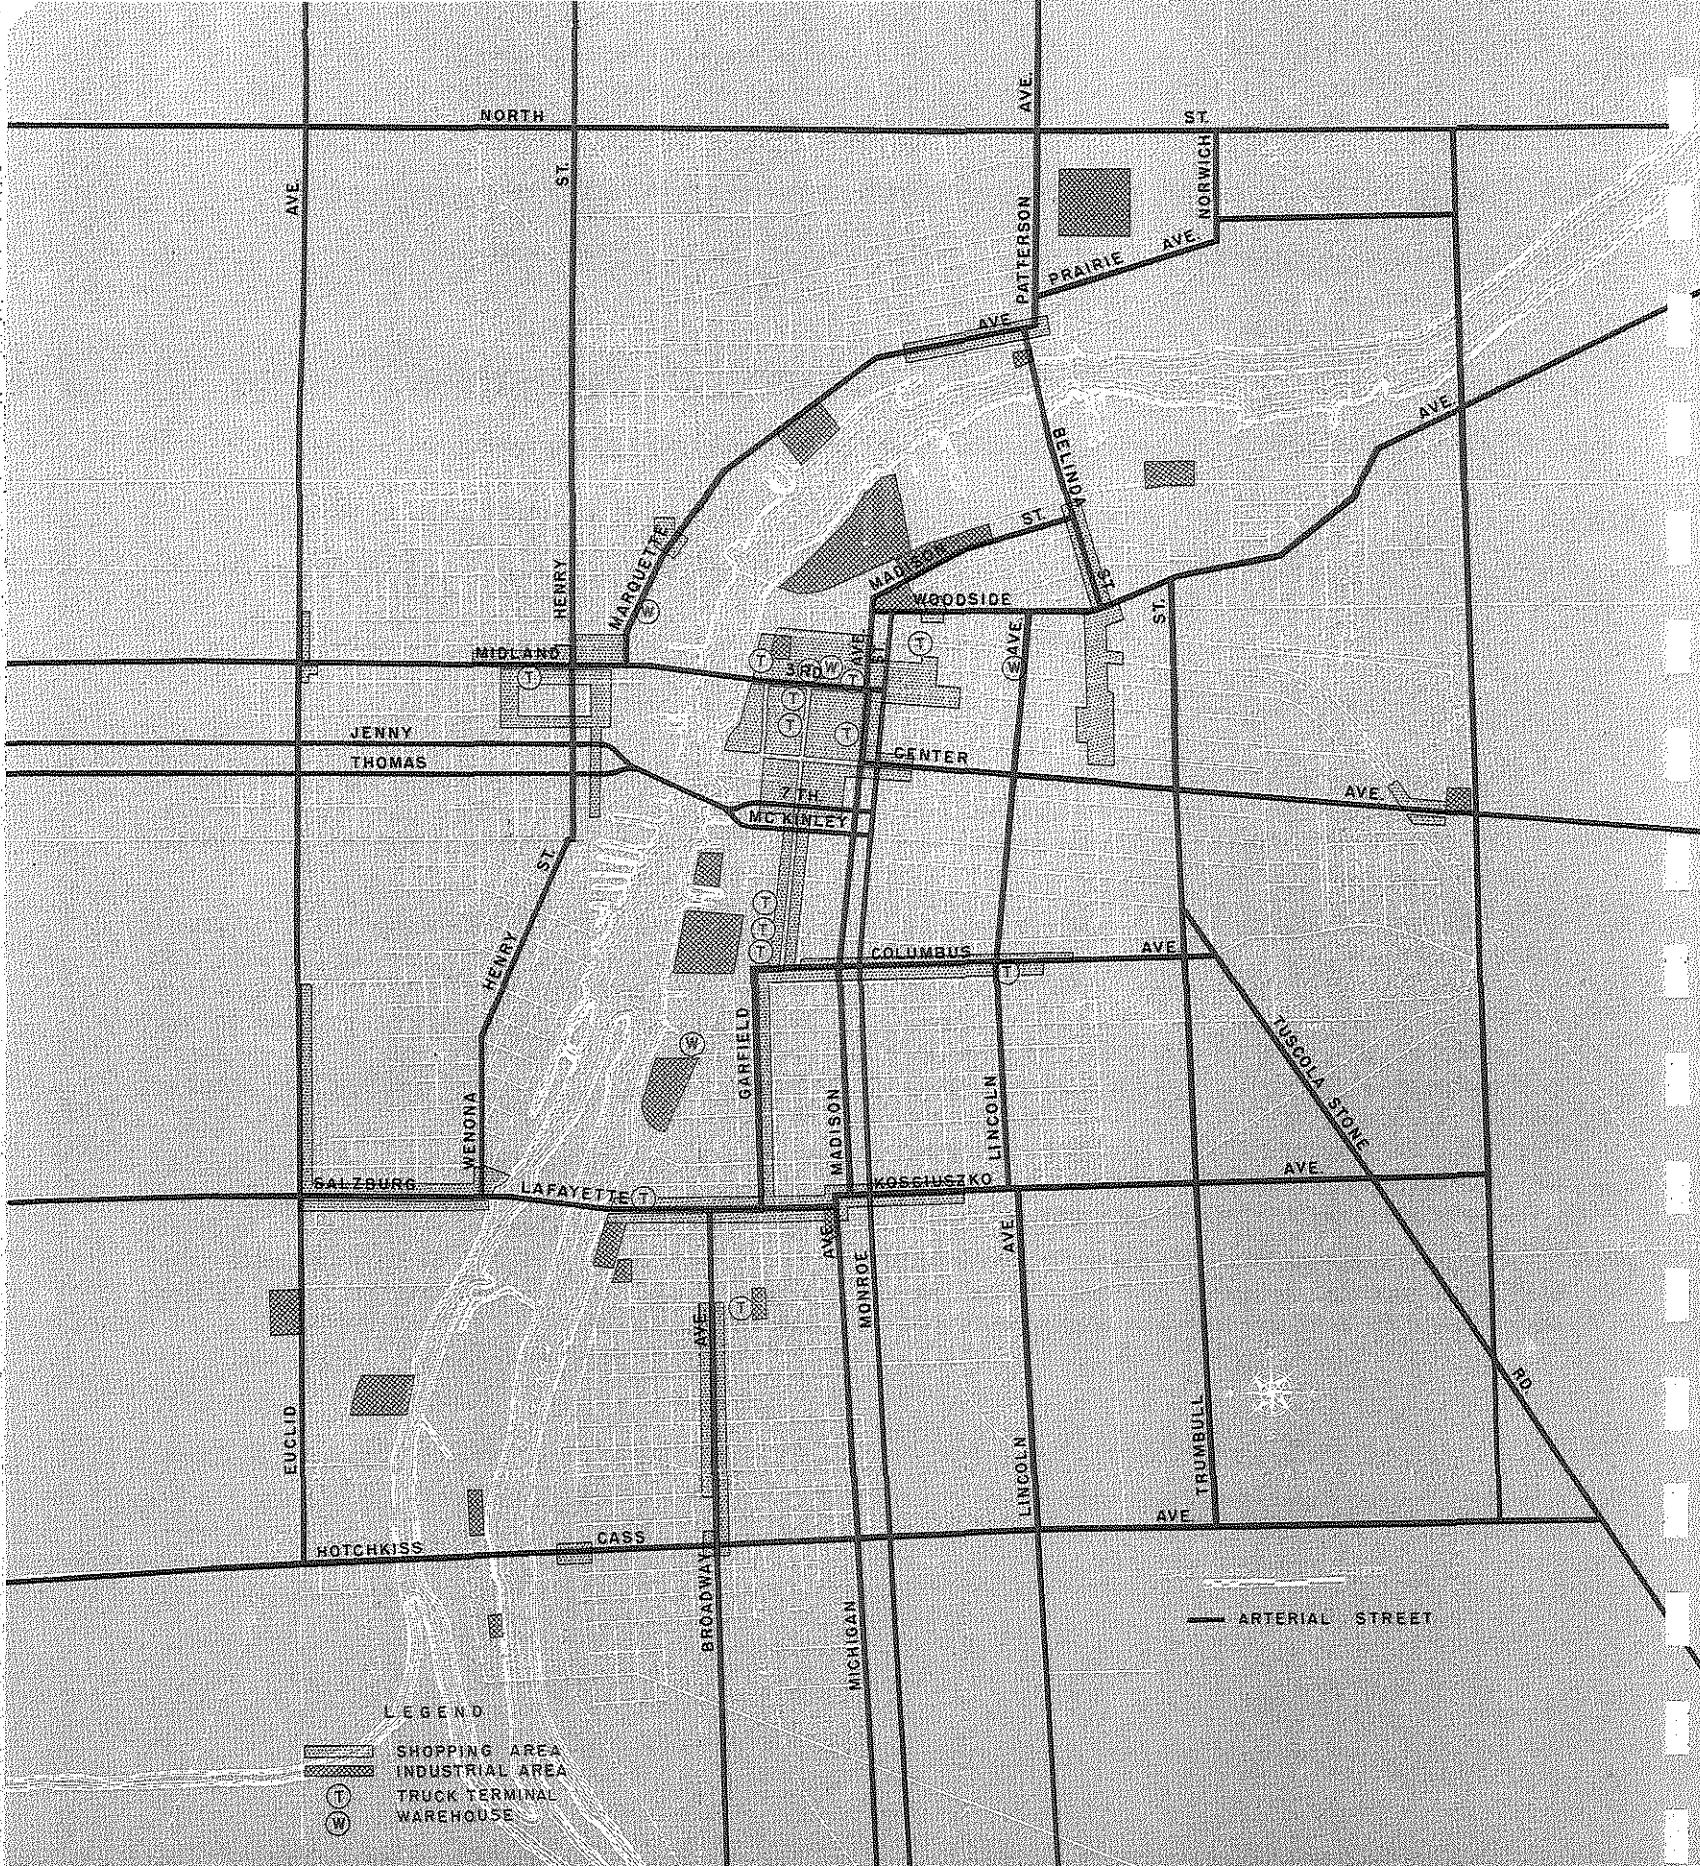 NORTH ST.
AVE.
ST.
AVE.
NORWICH
PATTERSON
PRAIRIE AVE.
AVE.
AVE.
BELINDA ST.
MADISON ST.
MARQUETTE
HENRY
W
WOODSIDE
AVE.
ST.
T
AVE.
ST.
W
MIDLAND
T
T
3RD
W
T
T
T
T
JENNY
THOMAS
CENTER AVE.
7TH
MC KINLEY
HENRY ST.
T
T
T
COLUMBUS AVE.
T
W
GARFIELD
MADISON
LINCOLN
TUSCOLA STONE RD.
WENONA
SALZBURG
LAFAYETTE
T
KOSCIUSZKO AVE.
AVE.
AVE.
MONROE
T
AVE.
EUCLID
LINCOLN
TRUMBULL
HOTCHKISS
CASS AVE.
BROADWAY
MICHIGAN
ARTERIAL STREET
LEGEND
SHOPPING AREA
INDUSTRIAL AREA
T TRUCK TERMINAL
W WAREHOUSE